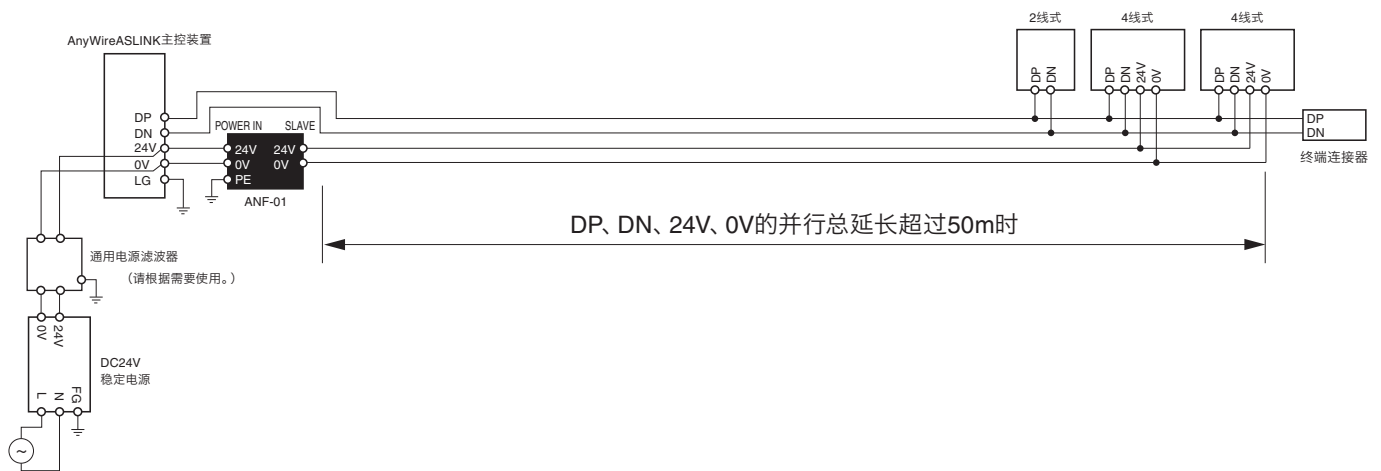 2线式
4线式
4线式
AnyWireASLINK主控装置
DP
DN
DP
DN
24V
0V
DP
DN
24V
0V
DP
DN
24V
0V
LG
POWER IN
SLAVE
24V
24V
0V
0V
PE
ANF-01
DP
DN
终端连接器
DP、DN、24V、0V的并行总延长超过50m时
通用电源滤波器
（请根据需要使用。）
0V
24V
DC24V
稳定电源
L
N
FG
~